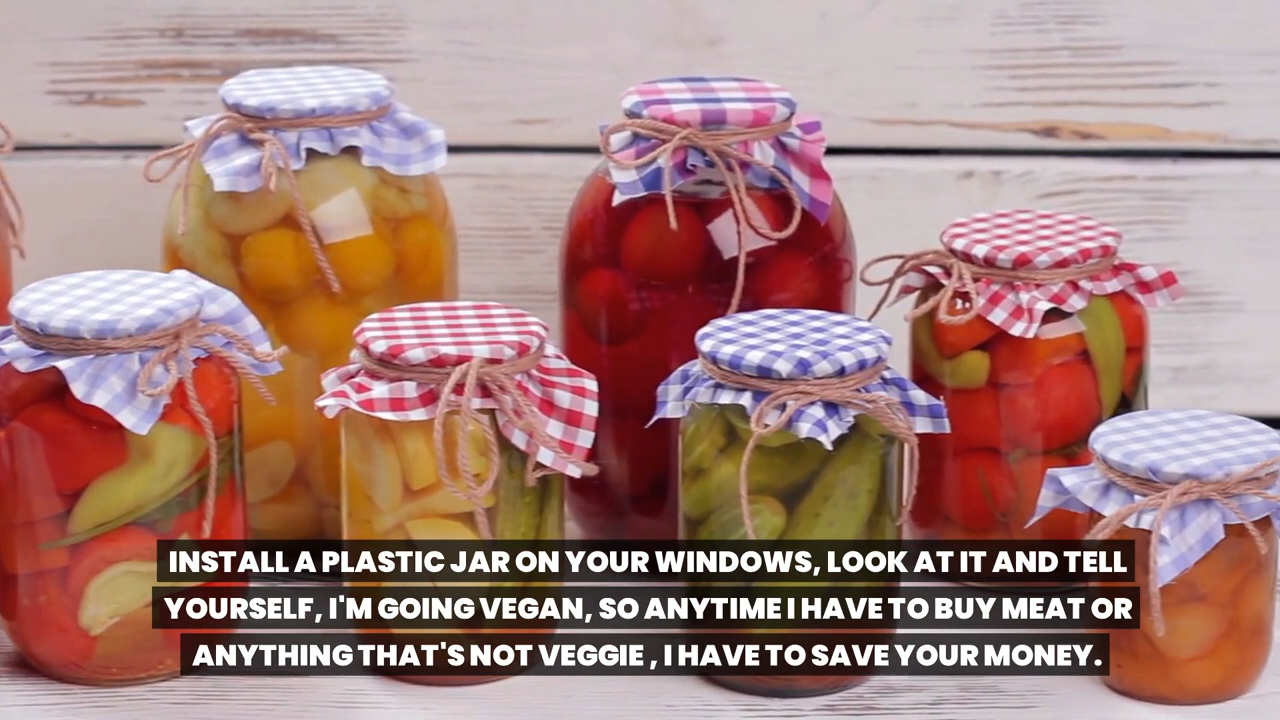 INSTALL A PLASTIC JAR ON YOUR WINDOWS, LOOK AT IT AND TELL
YOURSELF, I'M GOING VEGAN, SO ANYTIME I HAVE TO BUY MEAT OR
ANYTHING THAT'S NOT VEGGIE , I HAVE TO SAVE YOUR MONEY.